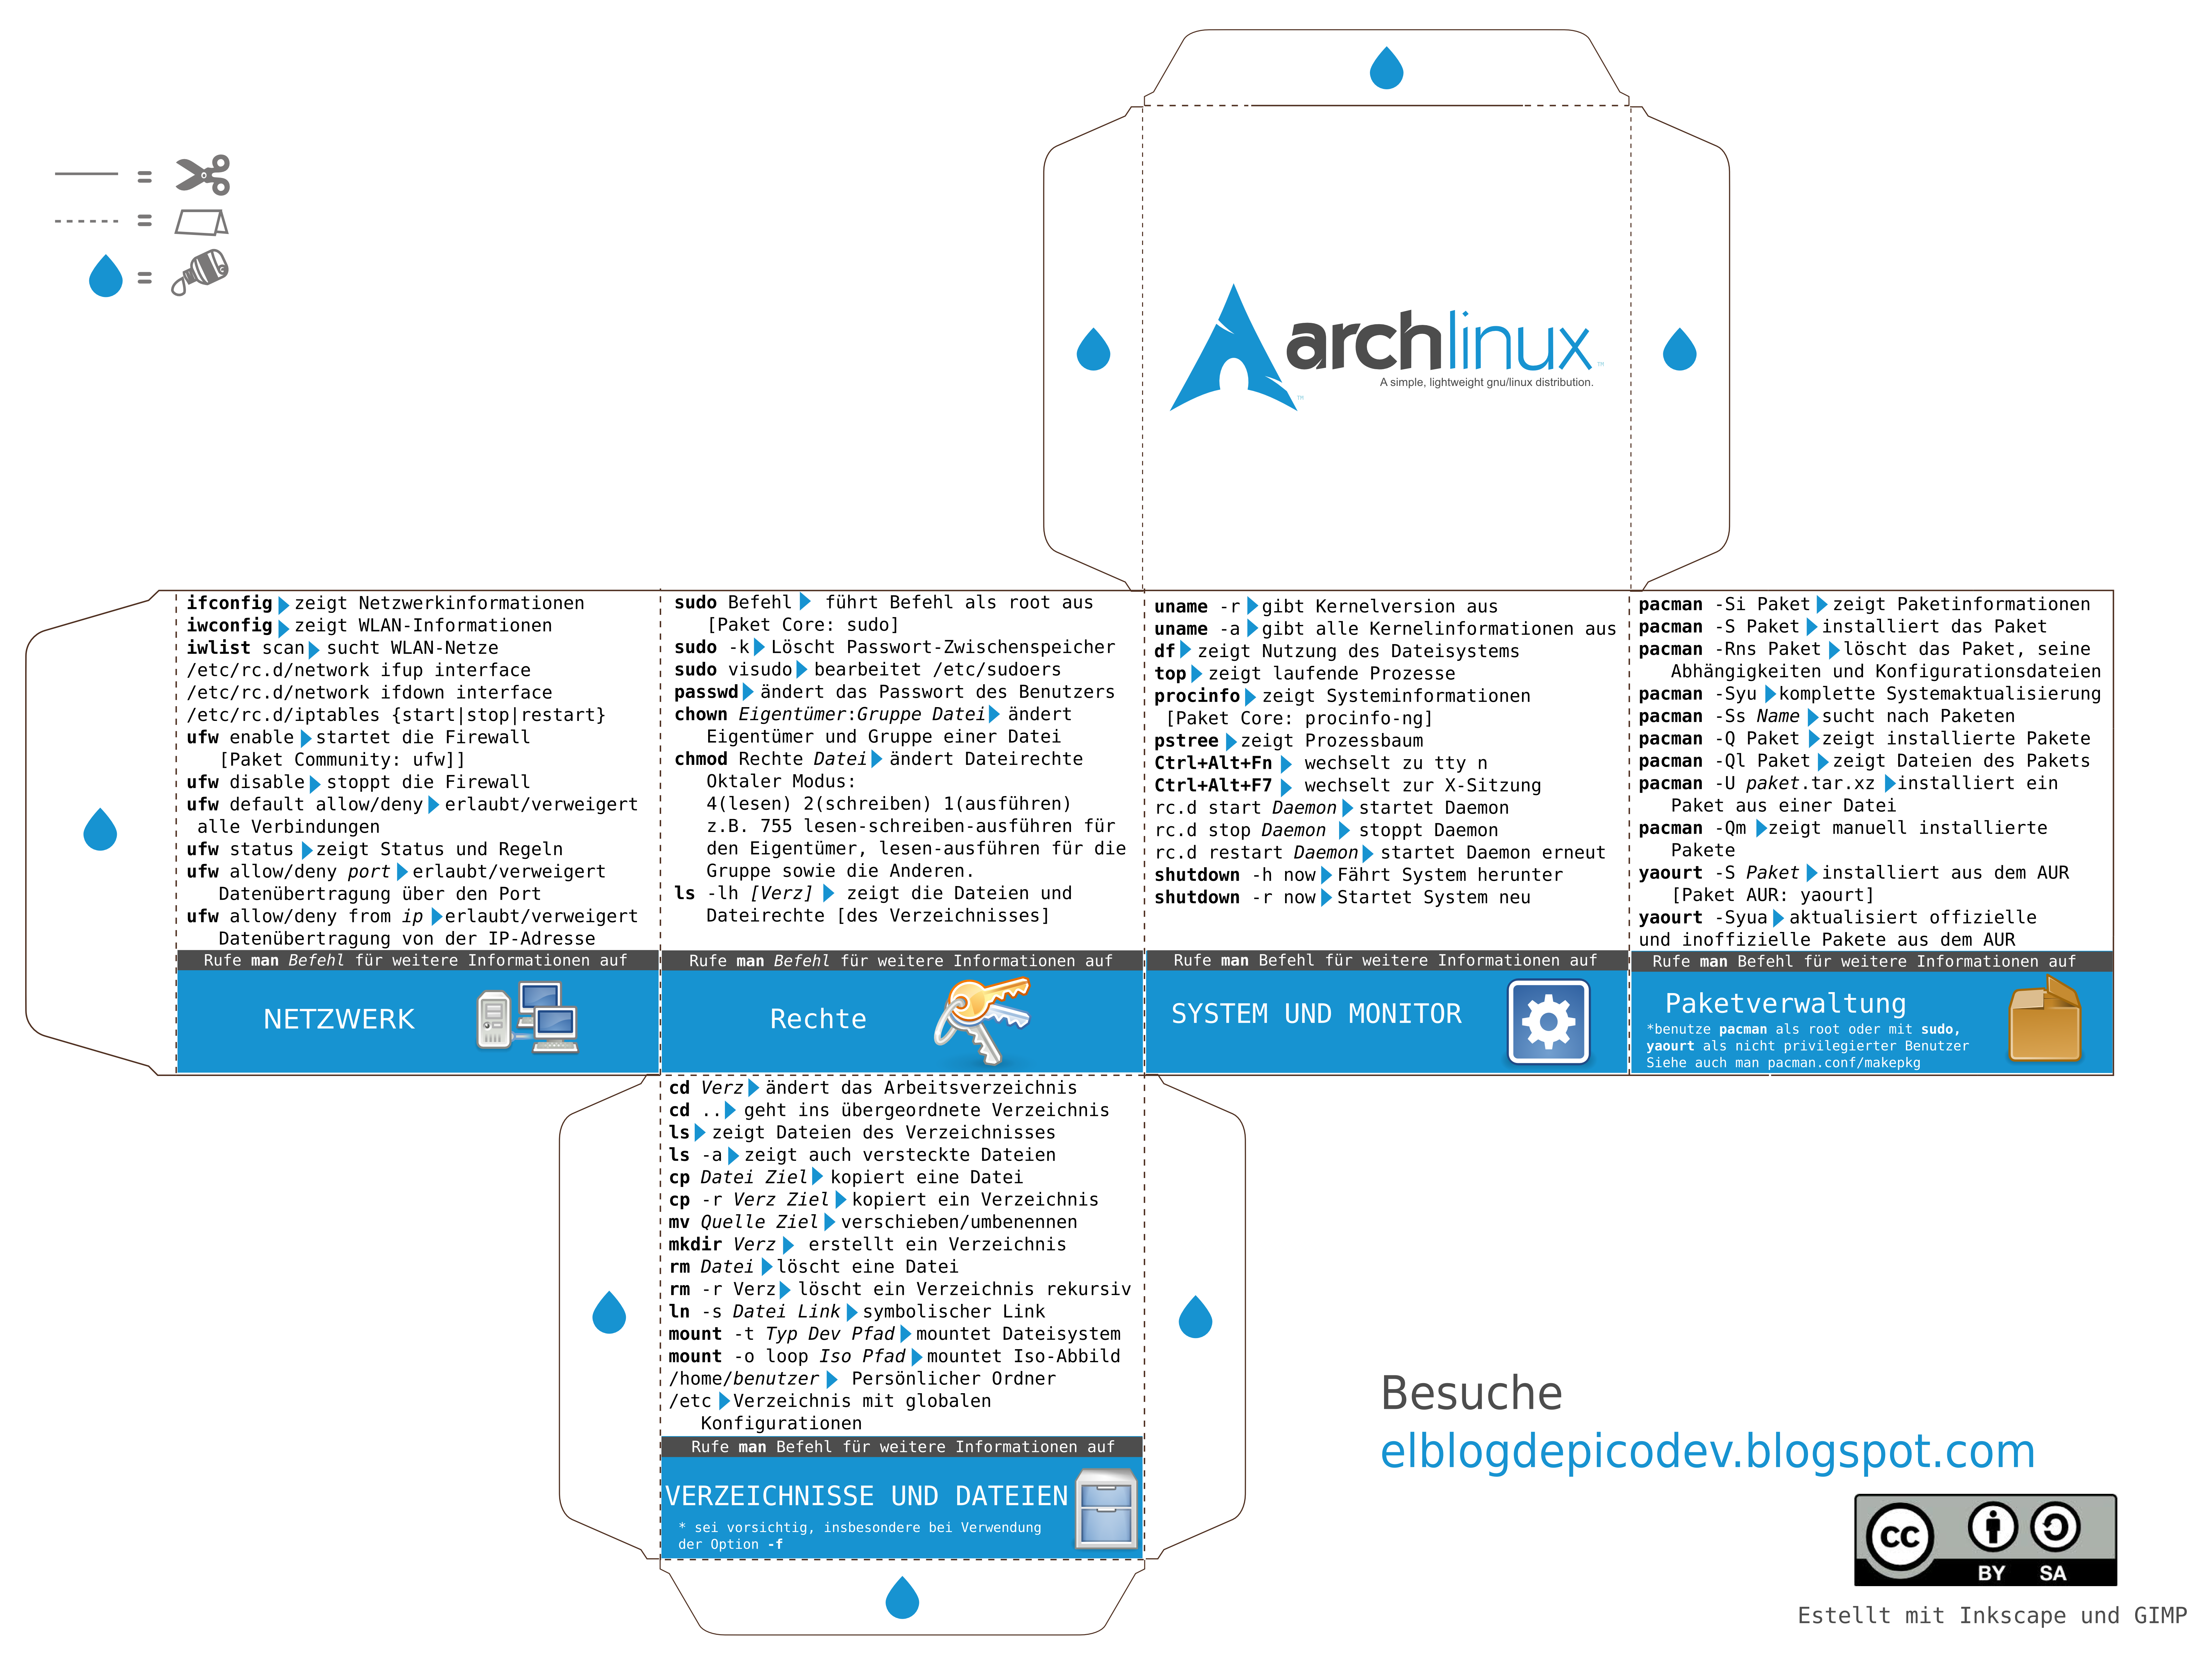 archlinux
A simple, lightweight gnu/linux distribution.
ifconfig zeigt Netzwerkinformationen
iwconfig zeigt WLAN-Informationen
iwlist scan sucht WLAN-Netze
/etc/rc.d/network ifup interface
/etc/rc.d/network ifdown interface
/etc/rc.d/iptables {start|stop|restart}
ufw enable startet die Firewall
[Paket Community: ufw]]
ufw disable stoppt die Firewall
ufw default allow/deny erlaubt/verweigert
alle Verbindungen
ufw status zeigt Status und Regeln
ufw allow/deny port erlaubt/verweigert
Datenübertragung über den Port
ufw allow/deny from ip erlaubt/verweigert
Datenübertragung von der IP-Adresse
Rufe man Befehl für weitere Informationen auf
NETZWERK
sudo Befehl führt Befehl als root aus
[Paket Core: sudo]
sudo -k Löscht Passwort-Zwischenspeicher
sudo visudo bearbeitet /etc/sudoers
passwd ändert das Passwort des Benutzers
chown Eigentümer:Gruppe Datei ändert
Eigentümer und Gruppe einer Datei
chmod Rechte Datei ändert Dateirechte
Oktaler Modus:
4(lesen) 2(schreiben) 1(ausführen)
z.B. 755 lesen-schreiben-ausführen für
den Eigentümer, lesen-ausführen für die
Gruppe sowie die Anderen.
ls -lh [Verz] zeigt die Dateien und
Dateirechte [des Verzeichnisses]
Rufe man Befehl für weitere Informationen auf
Rechte
uname -r gibt Kernelversion aus
uname -a gibt alle Kernelinformationen aus
df zeigt Nutzung des Dateisystems
top zeigt laufende Prozesse
procinfo zeigt Systeminformationen
[Paket Core: procinfo-ng]
pstree zeigt Prozessbaum
Ctrl+Alt+Fn wechselt zu tty n
Ctrl+Alt+F7 wechselt zur X-Sitzung
rc.d start Daemon startet Daemon
rc.d stop Daemon stoppt Daemon
rc.d restart Daemon startet Daemon erneut
shutdown -h now Fährt System herunter
shutdown -r now Startet System neu
Rufe man Befehl für weitere Informationen auf
SYSTEM UND MONITOR
pacman -Si Paket zeigt Paketinformationen
pacman -S Paket installiert das Paket
pacman -Rns Paket löscht das Paket, seine
Abhängigkeiten und Konfigurationsdateien
pacman -Syu komplette Systemaktualisierung
pacman -Ss Name sucht nach Paketen
pacman -Q Paket zeigt installierte Pakete
pacman -Ql Paket zeigt Dateien des Pakets
pacman -U paket.tar.xz installiert ein
Paket aus einer Datei
pacman -Qm zeigt manuell installierte
Pakete
yaourt -S Paket installiert aus dem AUR
[Paket AUR: yaourt]
yaourt -Syua aktualisiert offizielle
und inoffizielle Pakete aus dem AUR
Rufe man Befehl für weitere Informationen auf
Paketverwaltung
*benutze pacman als root oder mit sudo,
yaourt als nicht privilegierter Benutzer
Siehe auch man pacman.conf/makepkg
cd Verz ändert das Arbeitsverzeichnis
cd .. geht ins übergeordnete Verzeichnis
ls zeigt Dateien des Verzeichnisses
ls -a zeigt auch versteckte Dateien
cp Datei Ziel kopiert eine Datei
cp -r Verz Ziel kopiert ein Verzeichnis
mv Quelle Ziel verschieben/umbenennen
mkdir Verz erstellt ein Verzeichnis
rm Datei löscht eine Datei
rm -r Verz löscht ein Verzeichnis rekursiv
ln -s Datei Link symbolischer Link
mount -t Typ Dev Pfad mountet Dateisystem
mount -o loop Iso Pfad mountet Iso-Abbild
/home/benutzer Persönlicher Ordner
/etc Verzeichnis mit globalen
Konfigurationen
Rufe man Befehl für weitere Informationen auf
VERZEICHNISSE UND DATEIEN
* sei vorsichtig, insbesondere bei Verwendung
der Option -f
Besuche
elblogdepicodev.blogspot.com
cc
BY SA
Estellt mit Inkscape und GIMP